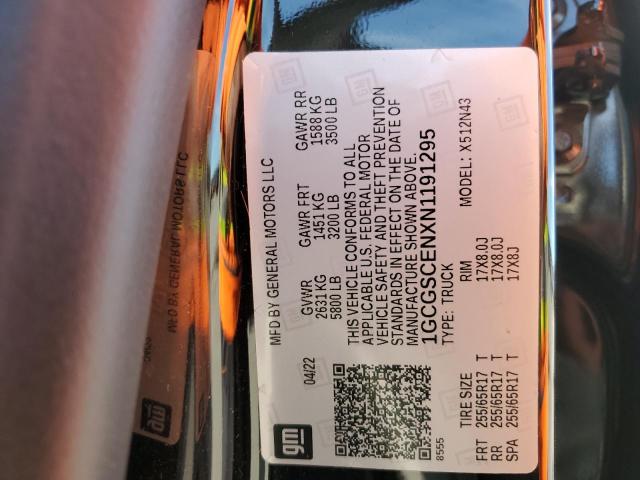 gm
MFD BY GENERAL MOTORS LLC
04/22
GVWR GAWR FRT GAWR RR
2631 KG 1451 KG 1588 KG
5800 LB 3200 LB 3500 LB
THIS VEHICLE CONFORMS TO ALL
APPLICABLE U.S. FEDERAL MOTOR
VEHICLE SAFETY AND THEFT PREVENTION
STANDARDS IN EFFECT ON THE DATE OF
MANUFACTURE SHOWN ABOVE.
1GCGSCENXN1191295
8555
TYPE: TRUCK MODEL: X512N43
TIRE SIZE RIM
FRT 255/65R17 T 17X8.0J
RR 255/65R17 T 17X8.0J
SPA 255/65R17 T 17X8J